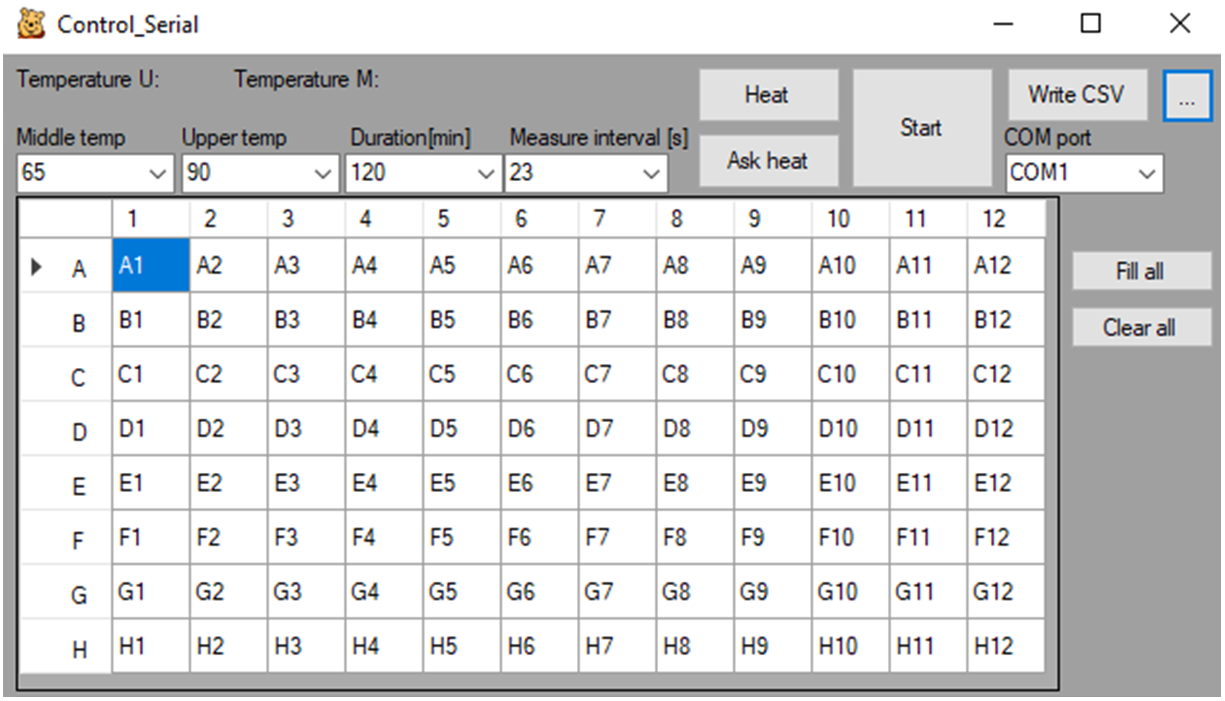 Control_Serial
Temperature U: Temperature M:
Heat
Start
Write CSV
...
Middle temp Upper temp Duration[min] Measure interval [s]
Ask heat
COM port
65 90 120 23 COM1
1 2 3 4 5 6 7 8 9 10 11 12
A A1 A2 A3 A4 A5 A6 A7 A8 A9 A10 A11 A12
Fill all
B B1 B2 B3 B4 B5 B6 B7 B8 B9 B10 B11 B12
Clear all
C C1 C2 C3 C4 C5 C6 C7 C8 C9 C10 C11 C12
D D1 D2 D3 D4 D5 D6 D7 D8 D9 D10 D11 D12
E E1 E2 E3 E4 E5 E6 E7 E8 E9 E10 E11 E12
F F1 F2 F3 F4 F5 F6 F7 F8 F9 F10 F11 F12
G G1 G2 G3 G4 G5 G6 G7 G8 G9 G10 G11 G12
H H1 H2 H3 H4 H5 H6 H7 H8 H9 H10 H11 H12